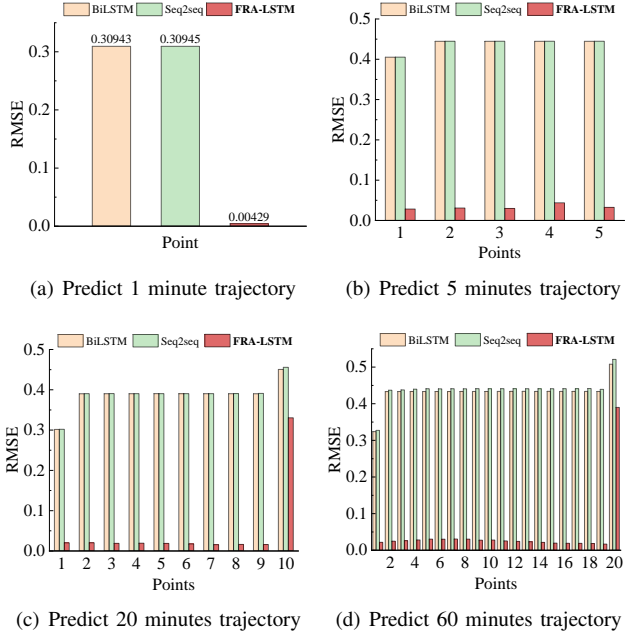 BiLSTM Seq2seq FRA-LSTM
0.30943 0.30945
0.00429
0.3
0.2
0.1
0.0
RMSE
Point
(a) Predict 1 minute trajectory
BiLSTM Seq2seq FRA-LSTM
0.5
0.4
0.3
0.2
0.1
0.0
RMSE
1 2 3 4 5
Points
(b) Predict 5 minutes trajectory
BiLSTM Seq2seq FRA-LSTM
0.5
0.4
0.3
0.2
0.1
0.0
RMSE
1 2 3 4 5 6 7 8 9 10
Points
(c) Predict 20 minutes trajectory
BiLSTM Seq2seq FRA-LSTM
0.5
0.4
0.3
0.2
0.1
0.0
RMSE
2 4 6 8 10 12 14 16 18 20
Points
(d) Predict 60 minutes trajectory